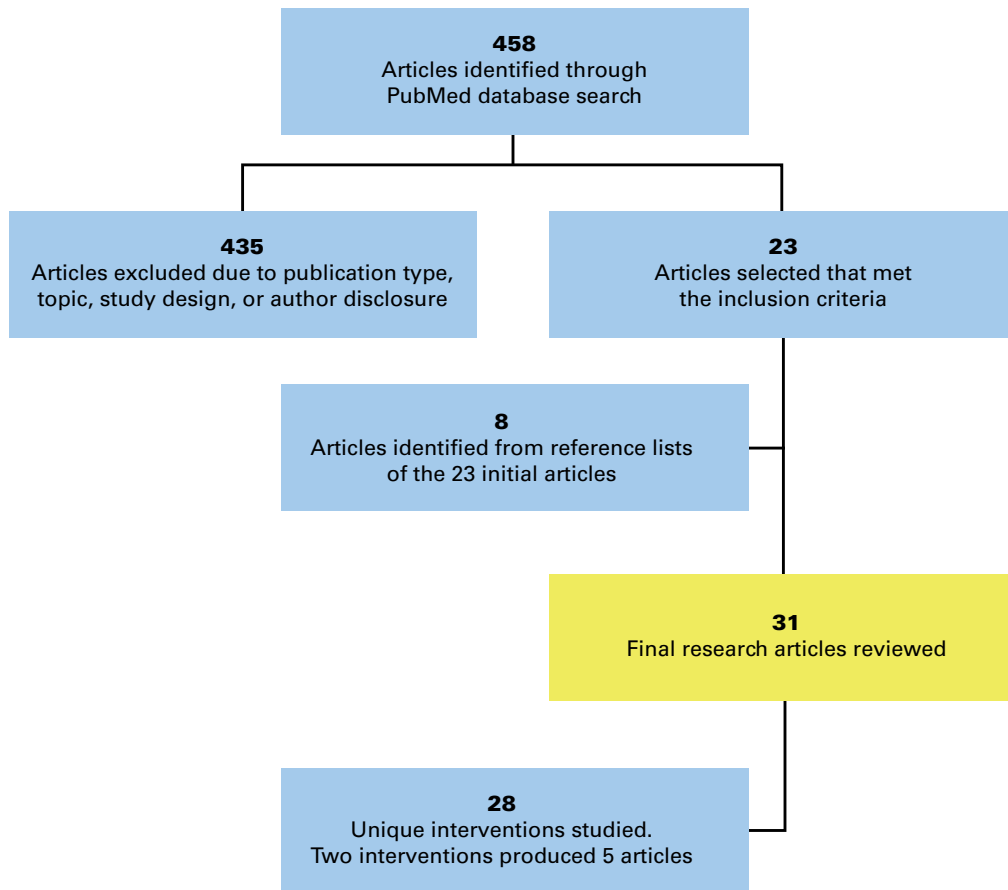 458
Articles identified through
PubMed database search
435
Articles excluded due to publication type,
topic, study design, or author disclosure
23
Articles selected that met
the inclusion criteria
8
Articles identified from reference lists
of the 23 initial articles
31
Final research articles reviewed
28
Unique interventions studied.
Two interventions produced 5 articles